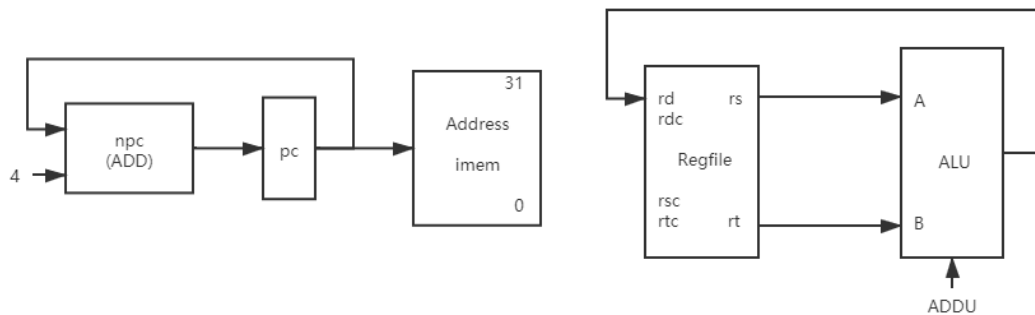 npc
(ADD)
4
pc
31
Address
imem
0
rd
rs
rdc
Regfile
rsc
rtc
rt
A
ALU
B
ADDU